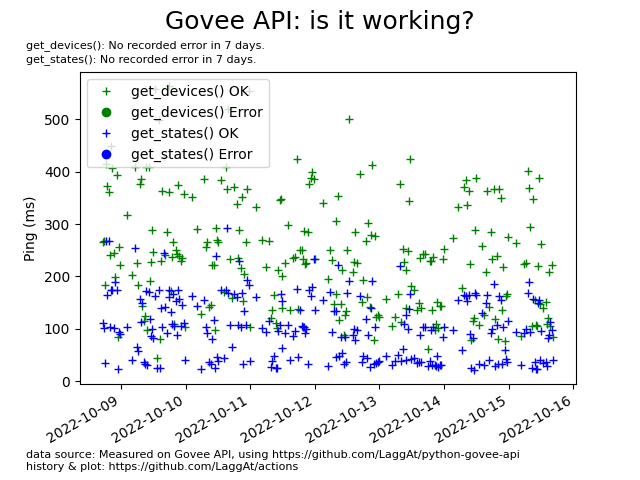 Govee API: is it working?
get_devices(): No recorded error in 7 days.
get_states(): No recorded error in 7 days.
get_devices() OK
get_devices() Error
get_states() OK
get_states() Error
Ping (ms)
500
400
300
200
100
0
2022-10-09
2022-10-10
2022-10-11
2022-10-12
2022-10-13
2022-10-14
2022-10-15
2022-10-16
data source: Measured on Govee API, using https://github.com/LaggAt/python-govee-api
history & plot: https://github.com/LaggAt/actions